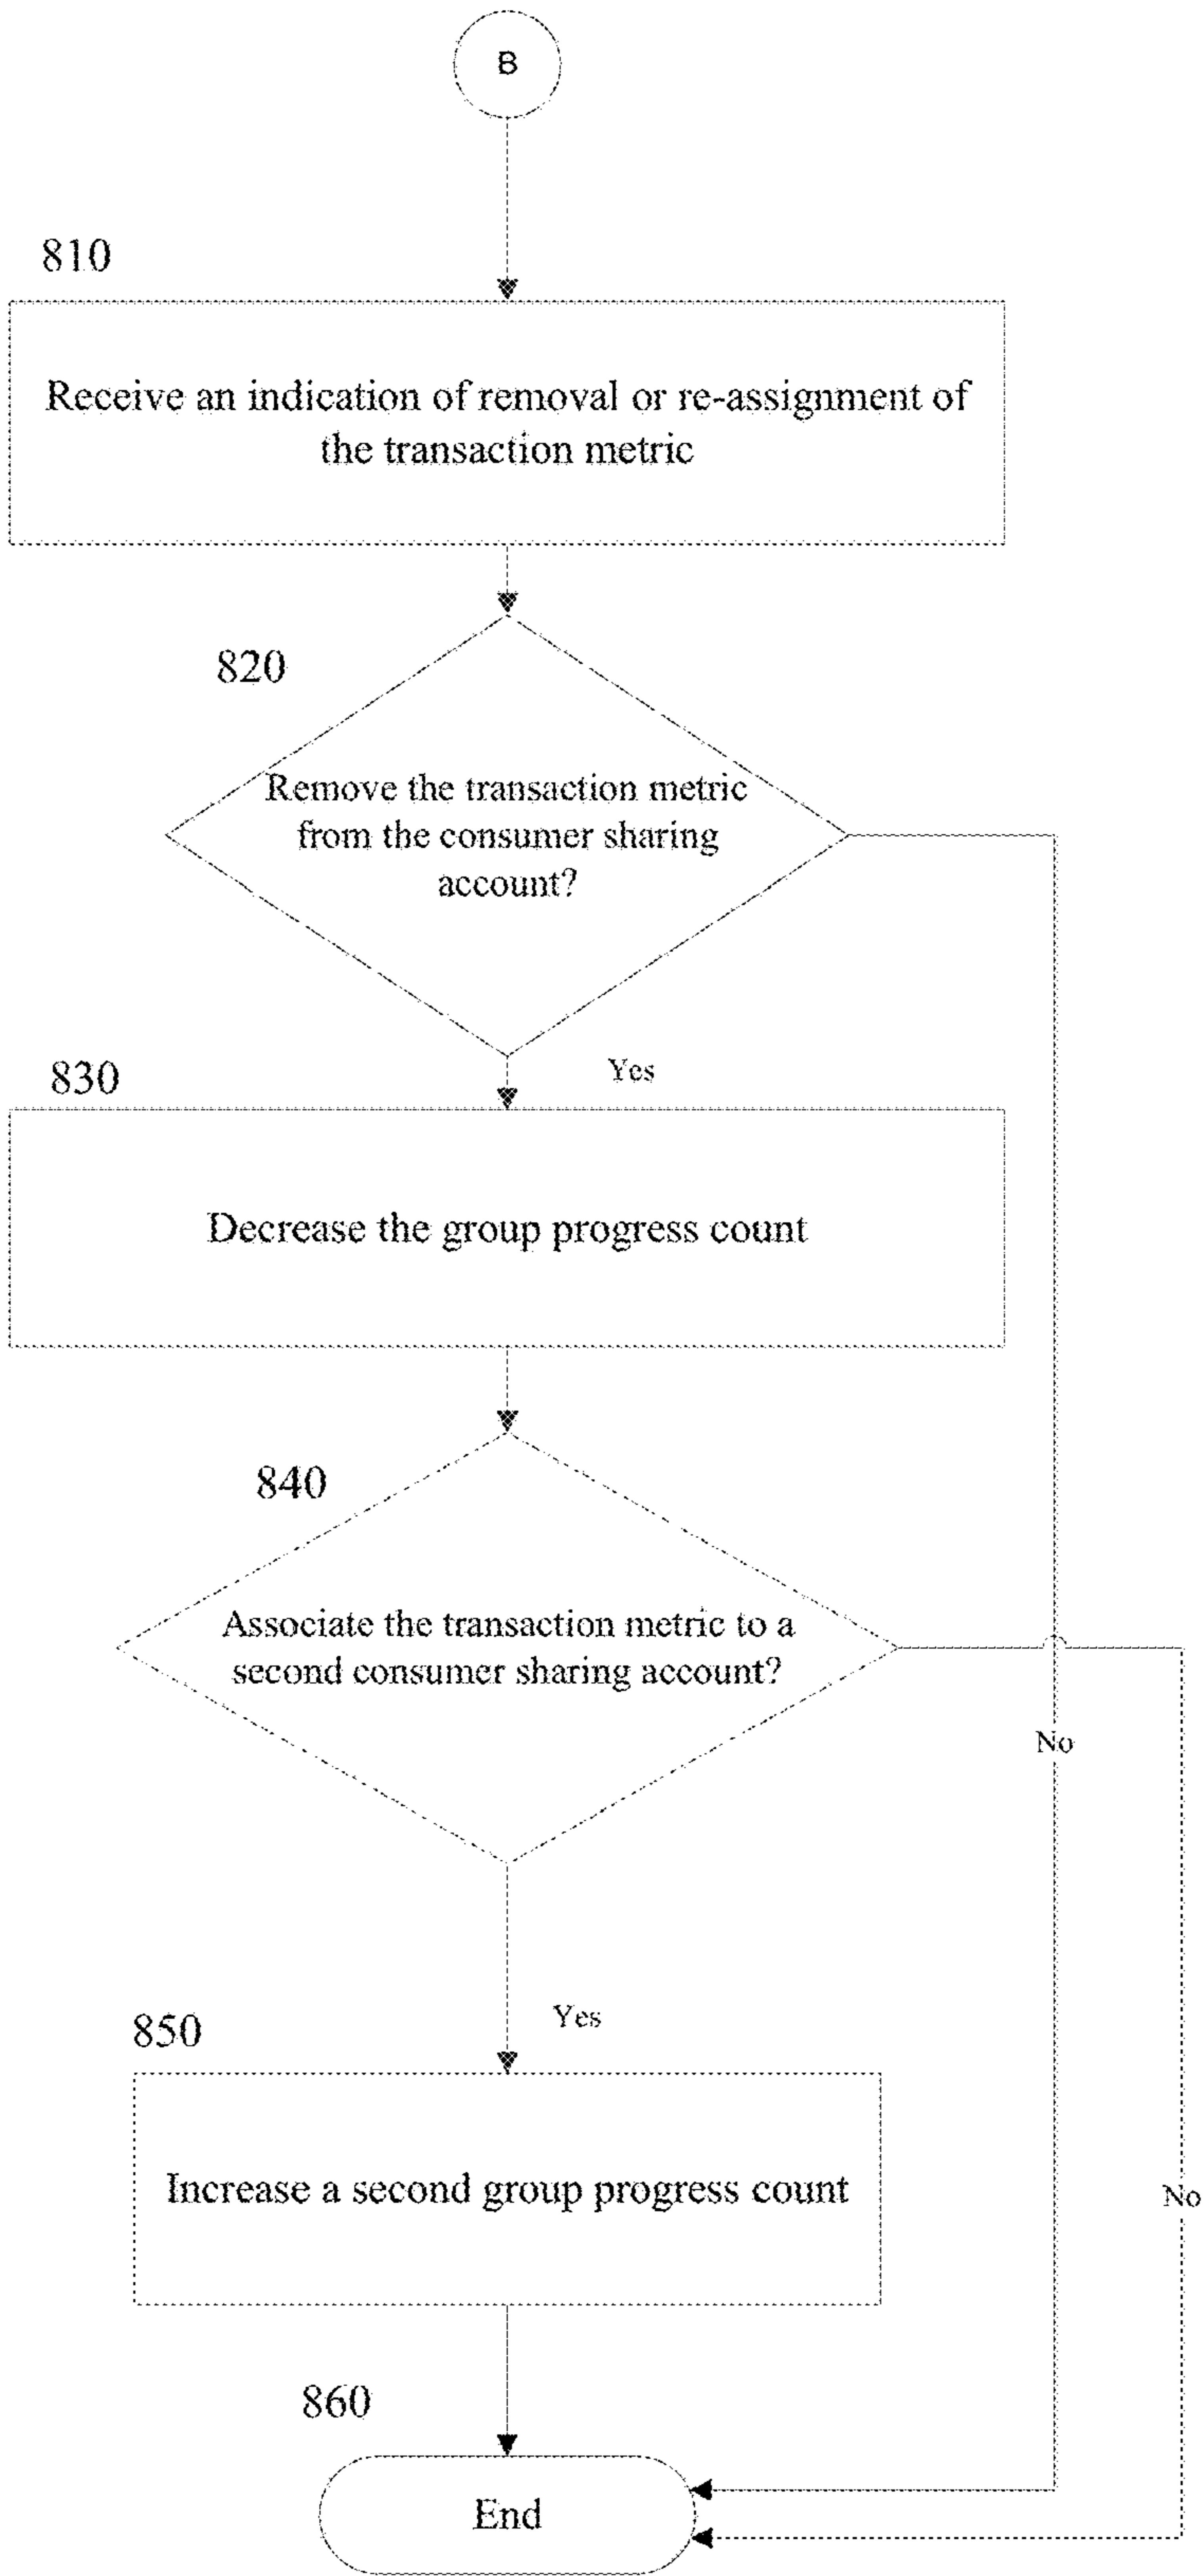 B
810
Receive an indication of removal or re-assignment of
the transaction metric
820
Remove the transaction metric
from the consumer sharing
account?
Yes
830
Decrease the group progress count
840
Associate the transaction metric to a
second consumer sharing account?
No
Yes
850
Increase a second group progress count
No
860
End